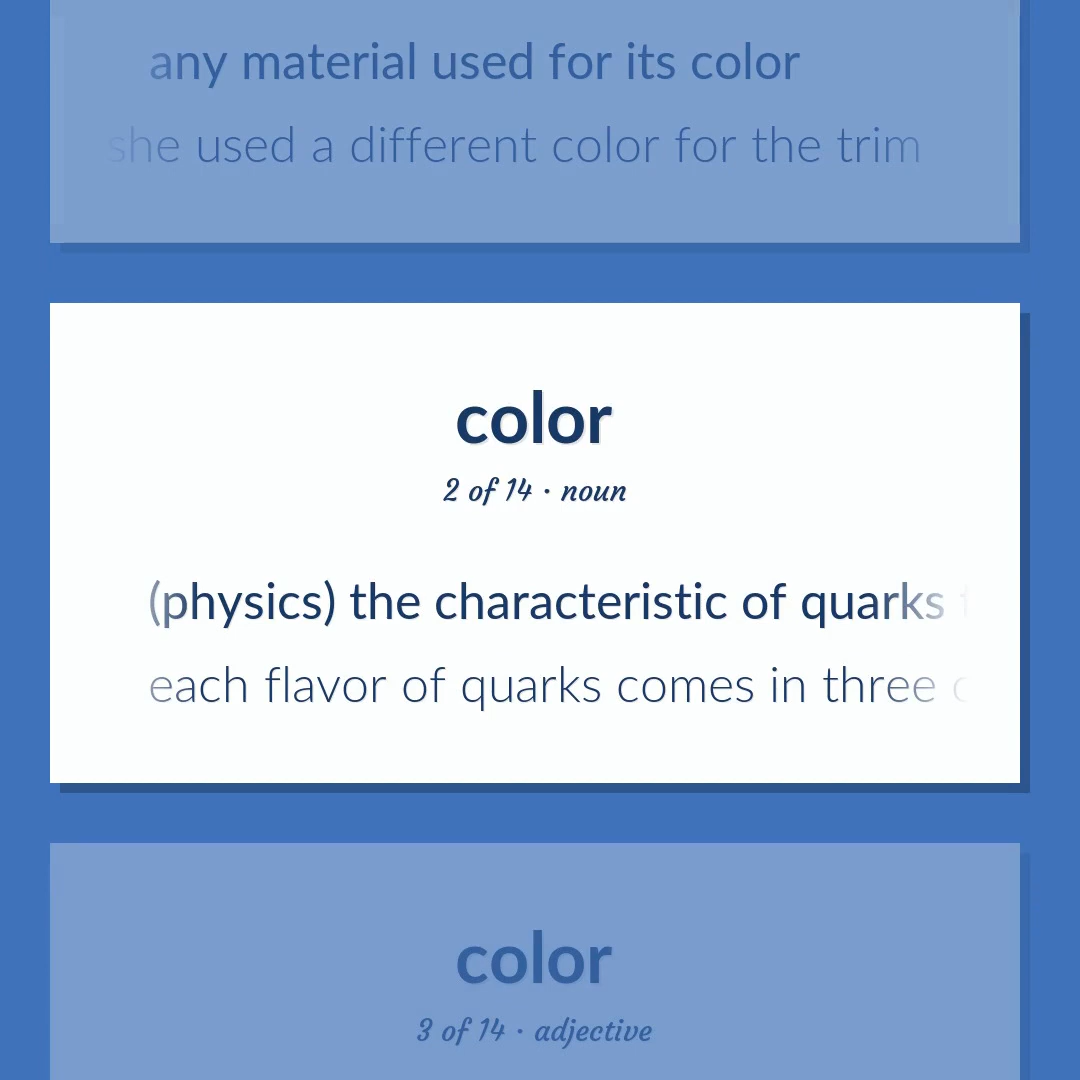 any material used for its color
she used a different color for the trim
color
2 of 14 · noun
(physics) the characteristic of quarks
each flavor of quarks comes in three
color
3 of 14 · adjective